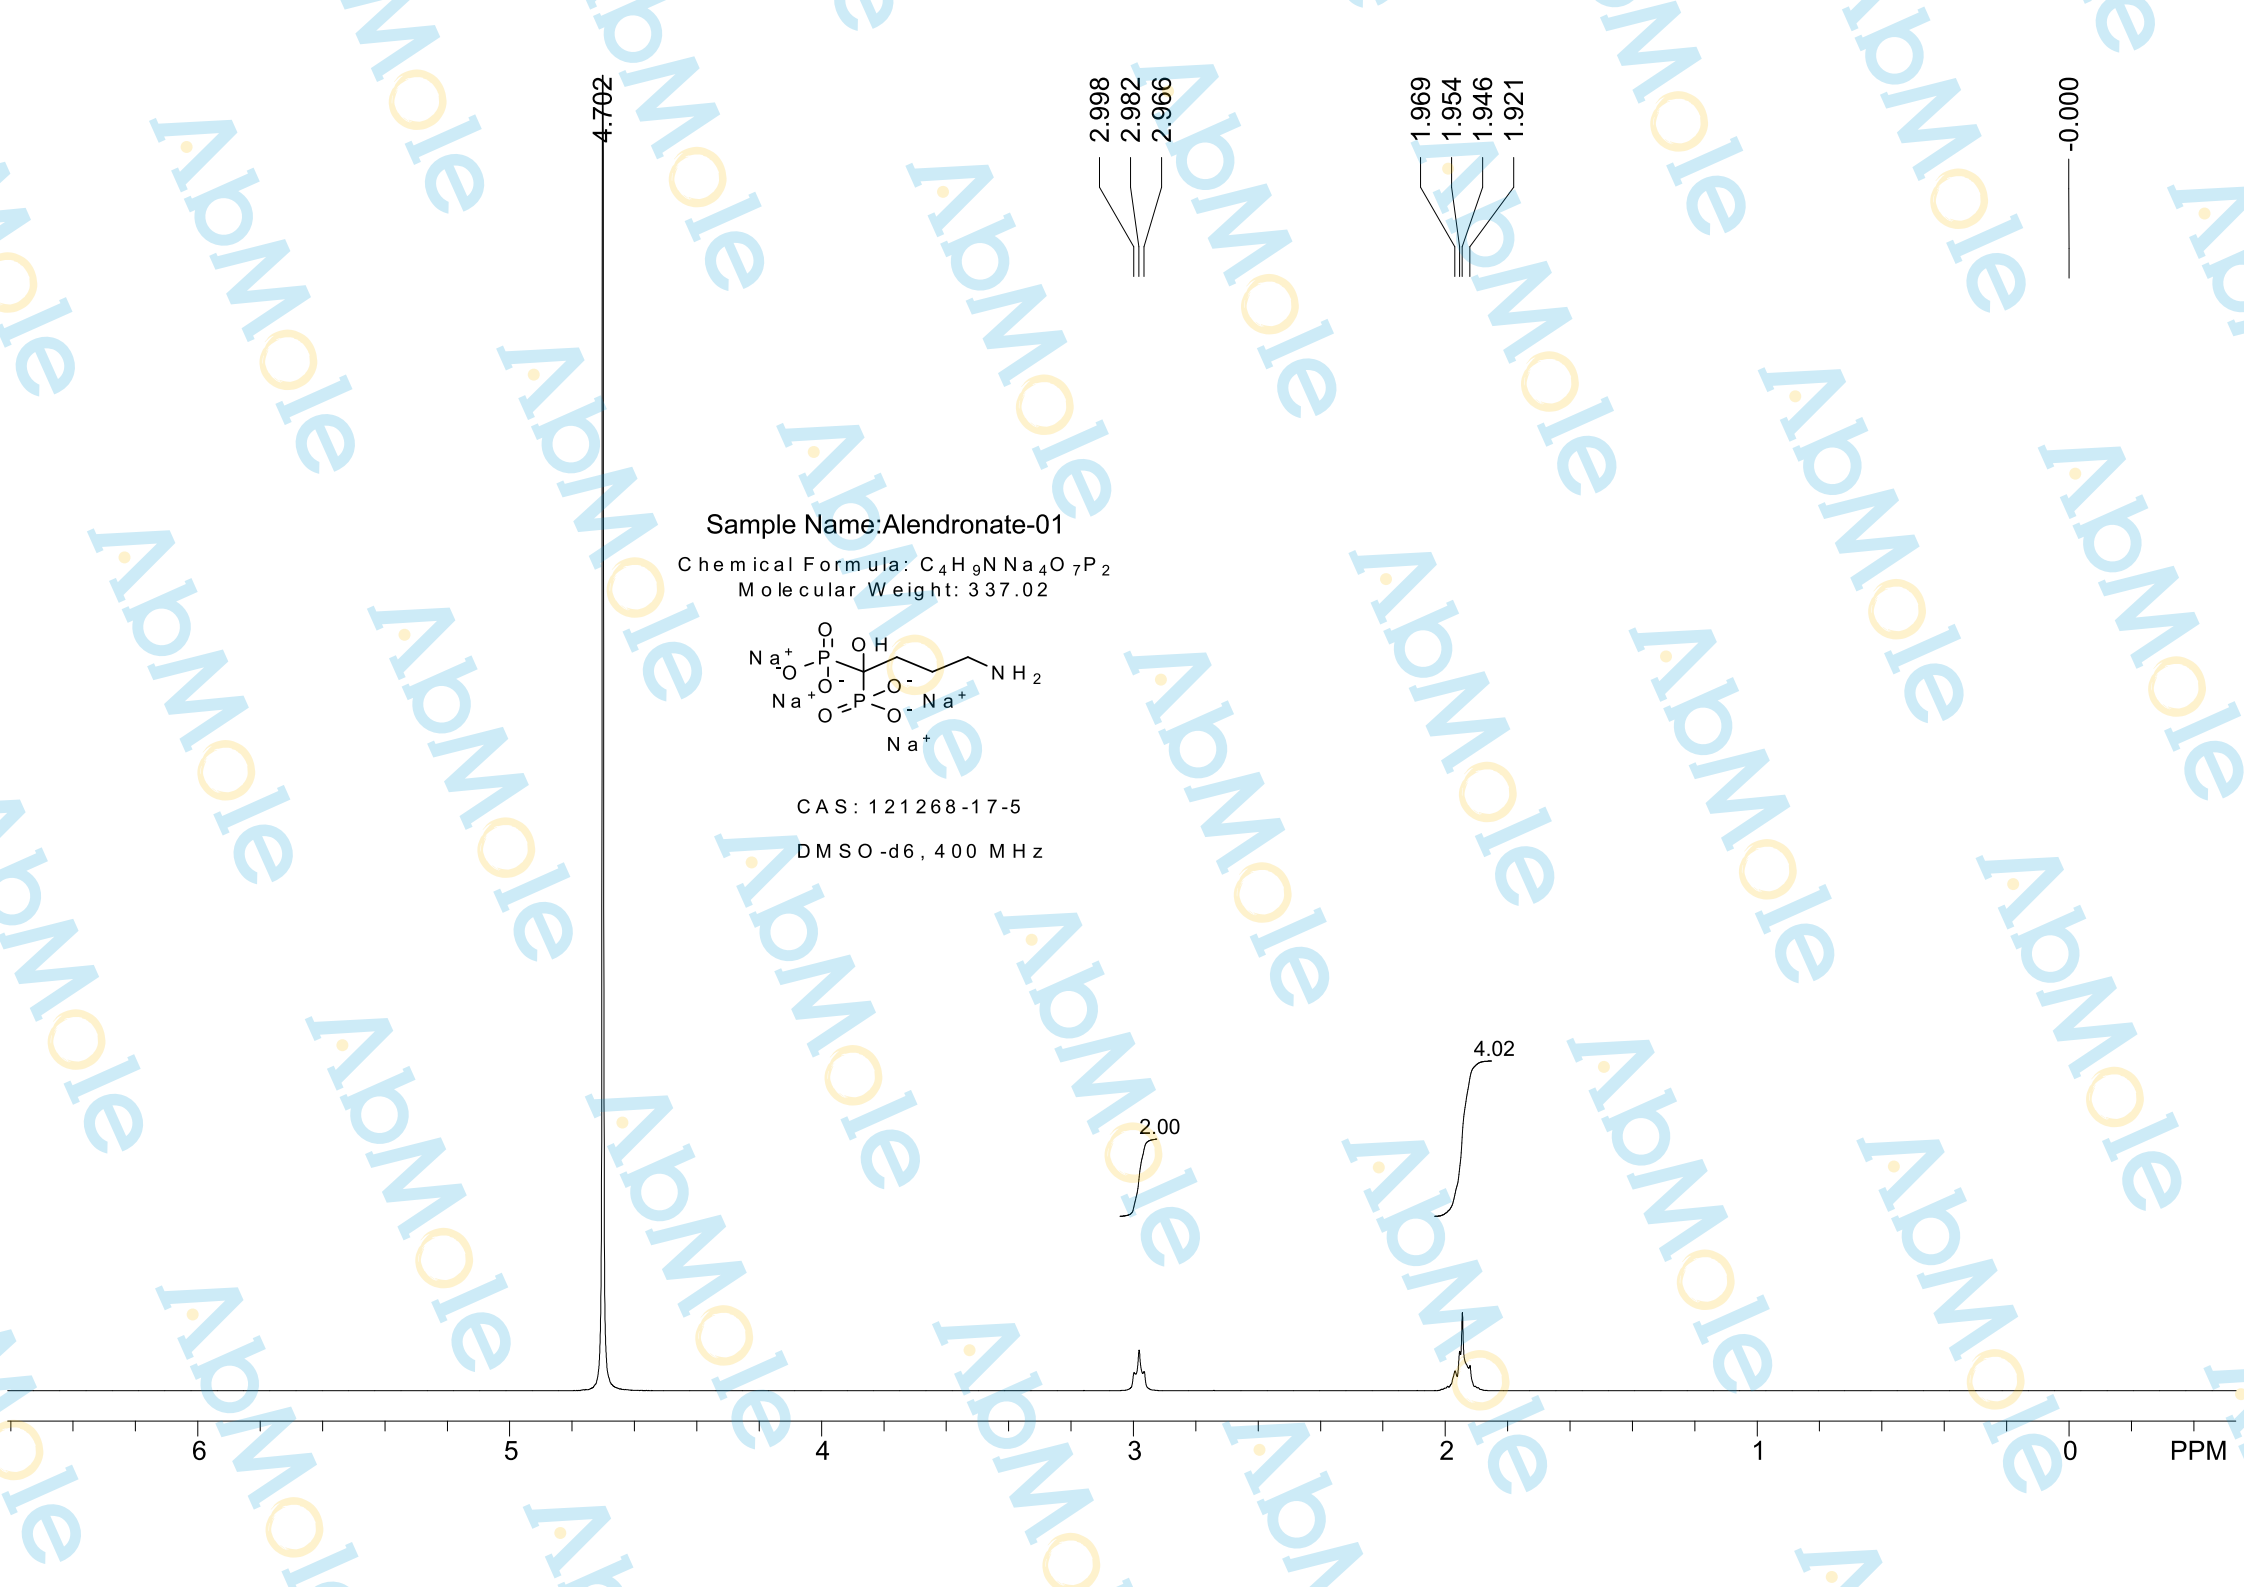 4.702
2.998
2.982
2.966
1.969
1.954
1.946
1.921
-0.000
Sample Name:Alendronate-01
Chemical Formula: C4H9NNa4O7P2
Molecular Weight: 337.02
O
OH
Na+
P
-O
NH2
O-
O-
Na+
P
Na+
O
O-
Na+
CAS: 121268-17-5
DMSO-d6, 400 MHz
4.02
2.00
6 5 4 3 2 1 0 PPM
AbMole